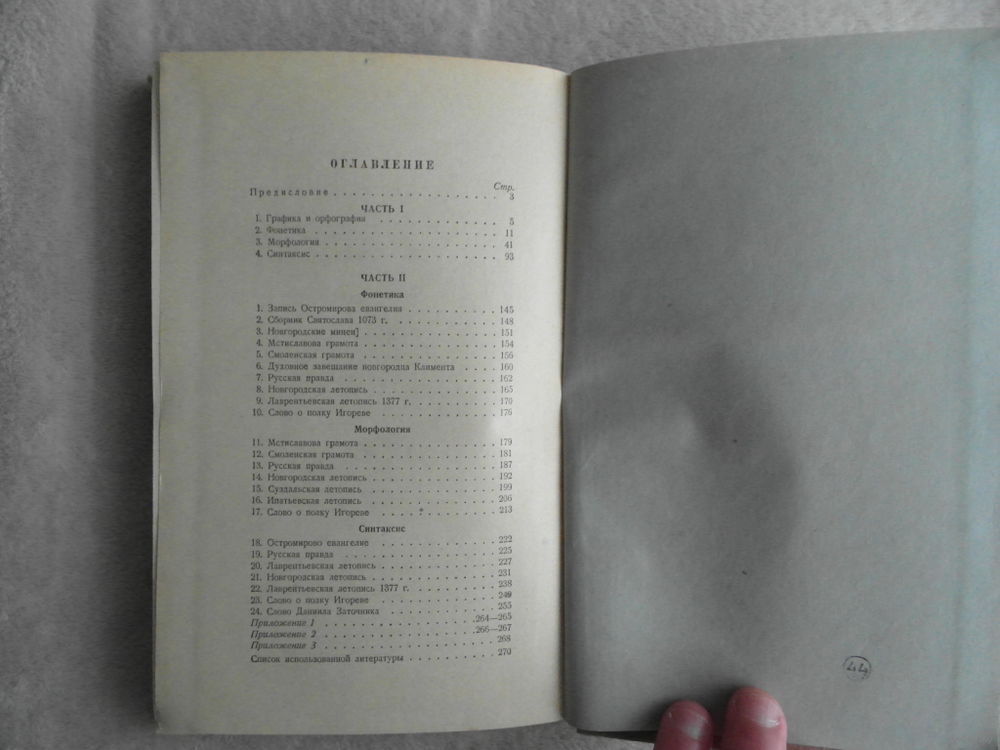 ОГЛАВЛЕНИЕ
Стр.
Предисловие . . . . . . . . . . . . . . . . . 3
ЧАСТЬ I
1. Графика и орфография . . . . . . . . . . . 5
2. Фонетика . . . . . . . . . . . . . . . . . 11
3. Морфология . . . . . . . . . . . . . . . . 41
4. Синтаксис . . . . . . . . . . . . . . . . . 93
ЧАСТЬ II
Фонетика
1. Запись Остромирова евангелия . . . . . . . . 145
2. Сборник Святослава 1073 г. . . . . . . . . . 148
3. Новгородские минеи] . . . . . . . . . . . . 151
4. Мстиславова грамота . . . . . . . . . . . . 154
5. Смоленская грамота . . . . . . . . . . . . 156
6. Духовное завещание новгородца Климента . . . . 160
7. Русская правда . . . . . . . . . . . . . . 162
8. Новгородская летопись . . . . . . . . . . . 165
9. Лаврентьевская летопись 1377 г. . . . . . . . 170
10. Слово о полку Игореве . . . . . . . . . . . 176
Морфология
11. Мстиславова грамота . . . . . . . . . . . . 179
12. Смоленская грамота . . . . . . . . . . . . 181
13. Русская правда . . . . . . . . . . . . . . 187
14. Новгородская летопись . . . . . . . . . . . 192
15. Суздальская летопись . . . . . . . . . . . 199
16. Ипатьевская летопись . . . . . . . . . . . 206
17. Слово о полку Игореве . . . . . . . . . . . 213
Синтаксис
18. Остромирово евангелие . . . . . . . . . . . 222
19. Русская правда . . . . . . . . . . . . . . 225
20. Лаврентьевская летопись . . . . . . . . . . 227
21. Новгородская летопись . . . . . . . . . . . 231
22. Лаврентьевская летопись 1377 г. . . . . . . . 238
23. Слово о полку Игореве . . . . . . . . . . . 249
24. Слово Даниила Заточника . . . . . . . . . . 255
Приложение 1 . . . . . . . . . . . . . . 264—265
Приложение 2 . . . . . . . . . . . . . . 266—267
Приложение 3 . . . . . . . . . . . . . . . . 268
Список использованной литературы . . . . . . . . 270